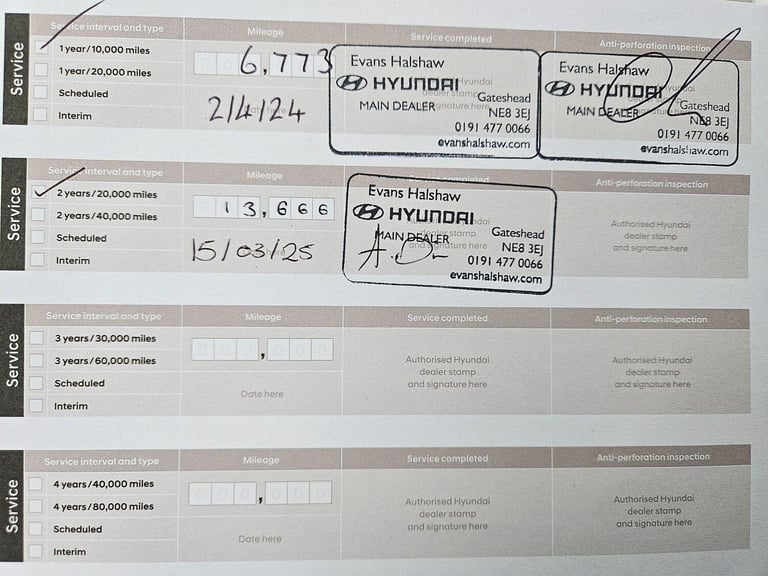 Service
Service interval and type
Mileage
Service completed
Anti-perforation inspection
1 year/10,000 miles
1 year/20,000 miles
Scheduled
Interim
6,773
2/4/24
Evans Halshaw
HYUNDAI
MAIN DEALER
Gateshead
NE8 3EJ
0191 477 0066
evanshalshaw.com
Evans Halshaw
HYUNDAI
MAIN DEALER
Gateshead
NE8 3EJ
0191 477 0066
evanshalshaw.com
Service
Service interval and type
Mileage
Service completed
Anti-perforation inspection
2 years/20,000 miles
2 years/40,000 miles
Scheduled
Interim
13,666
15/03/25
Evans Halshaw
HYUNDAI
MAIN DEALER
Gateshead
NE8 3EJ
0191 477 0066
evanshalshaw.com
Authorised Hyundai
dealer stamp
and signature here
Service
Service interval and type
Mileage
Service completed
Anti-perforation inspection
3 years/30,000 miles
3 years/60,000 miles
Scheduled
Interim
000,000
Date here
Authorised Hyundai
dealer stamp
and signature here
Authorised Hyundai
dealer stamp
and signature here
Service
Service interval and type
Mileage
Service completed
Anti-perforation inspection
4 years/40,000 miles
4 years/80,000 miles
Scheduled
Interim
000,000
Date here
Authorised Hyundai
dealer stamp
and signature here
Authorised Hyundai
dealer stamp
and signature here